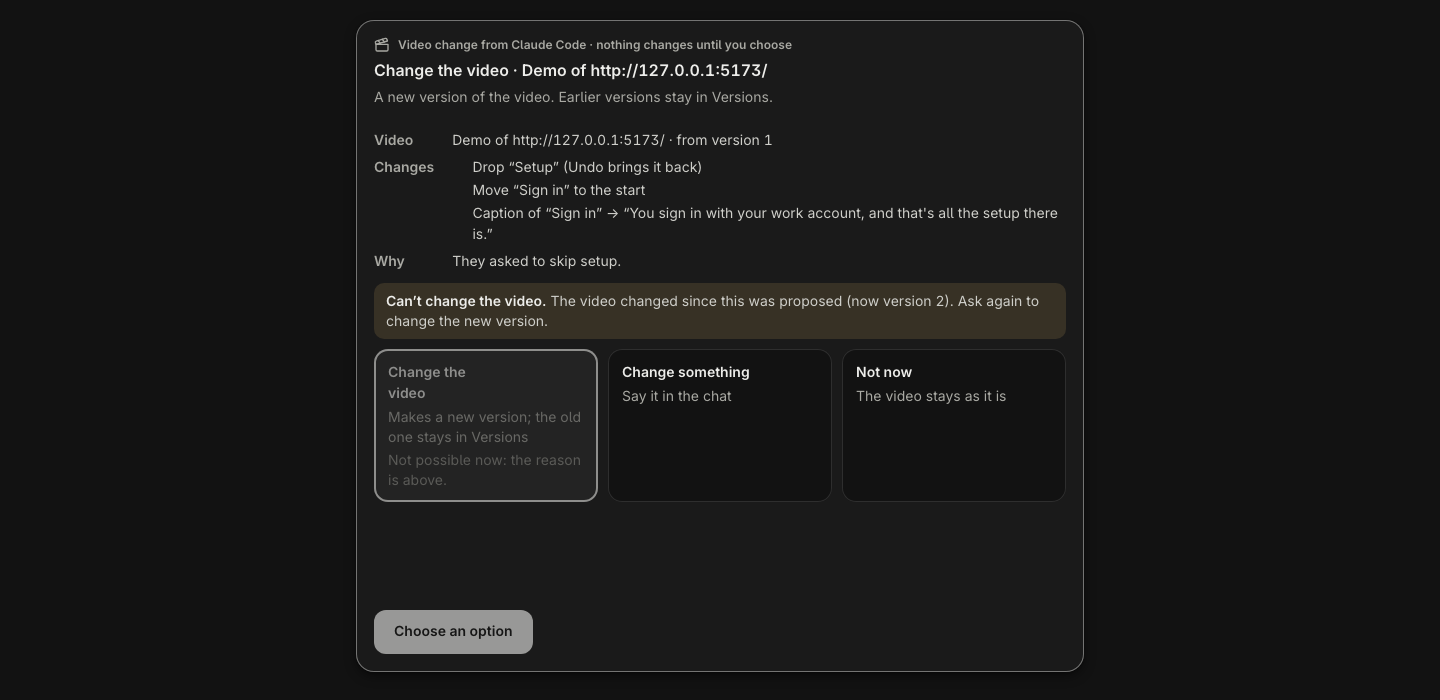 Video change from Claude Code · nothing changes until you choose
Change the video · Demo of http://127.0.0.1:5173/
A new version of the video. Earlier versions stay in Versions.
Video Demo of http://127.0.0.1:5173/ · from version 1
Changes Drop “Setup” (Undo brings it back)
Move “Sign in” to the start
Caption of “Sign in” → “You sign in with your work account, and that's all the setup there
is.”
Why They asked to skip setup.
Can’t change the video. The video changed since this was proposed (now version 2). Ask again to
change the new version.
Change the
video
Makes a new version; the old
one stays in Versions
Not possible now: the reason
is above.
Change something
Say it in the chat
Not now
The video stays as it is
Choose an option